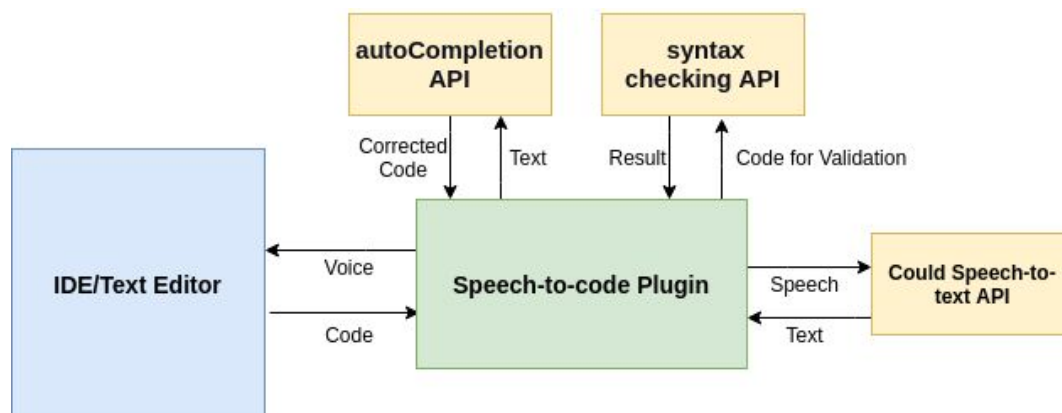 autoCompletion
API
syntax
checking API
Corrected
Code
Text
Result
Code for Validation
IDE/Text Editor
Voice
Code
Speech-to-code Plugin
Speech
Text
Could Speech-to-
text API